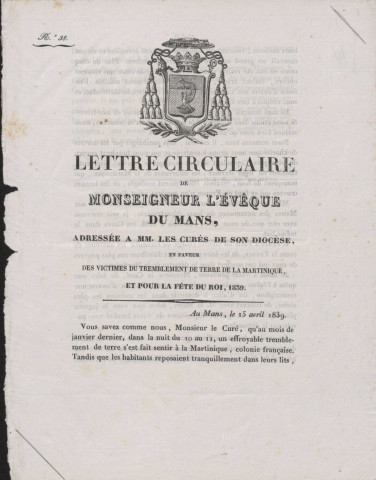 N.° 38.
LETTRE CIRCULAIRE
DE
MONSEIGNEUR L'ÉVÊQUE
DU MANS,
ADRESSÉE A MM. LES CURÉS DE SON DIOCÈSE,
EN FAVEUR
DES VICTIMES DU TREMBLEMENT DE TERRE DE LA MARTINIQUE,
ET POUR LA FÊTE DU ROI, 1839.
Au Mans, le 15 avril 1839.
Vous savez comme nous, Monsieur le Curé, qu'au mois de
janvier dernier, dans la nuit du 10 au 11, un effroyable tremble-
ment de terre s'est fait sentir à la Martinique, colonie française.
Tandis que les habitants reposaient tranquillement dans leurs lits,